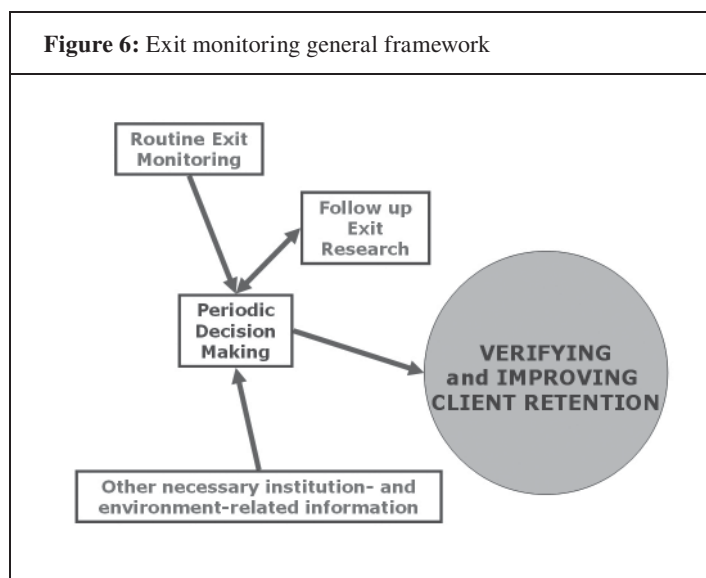 Figure 6: Exit monitoring general framework
Routine Exit
Monitoring
Follow up
Exit
Research
Periodic
Decision
Making
VERIFYING
and IMPROVING
CLIENT RETENTION
Other necessary institution- and
environment-related information